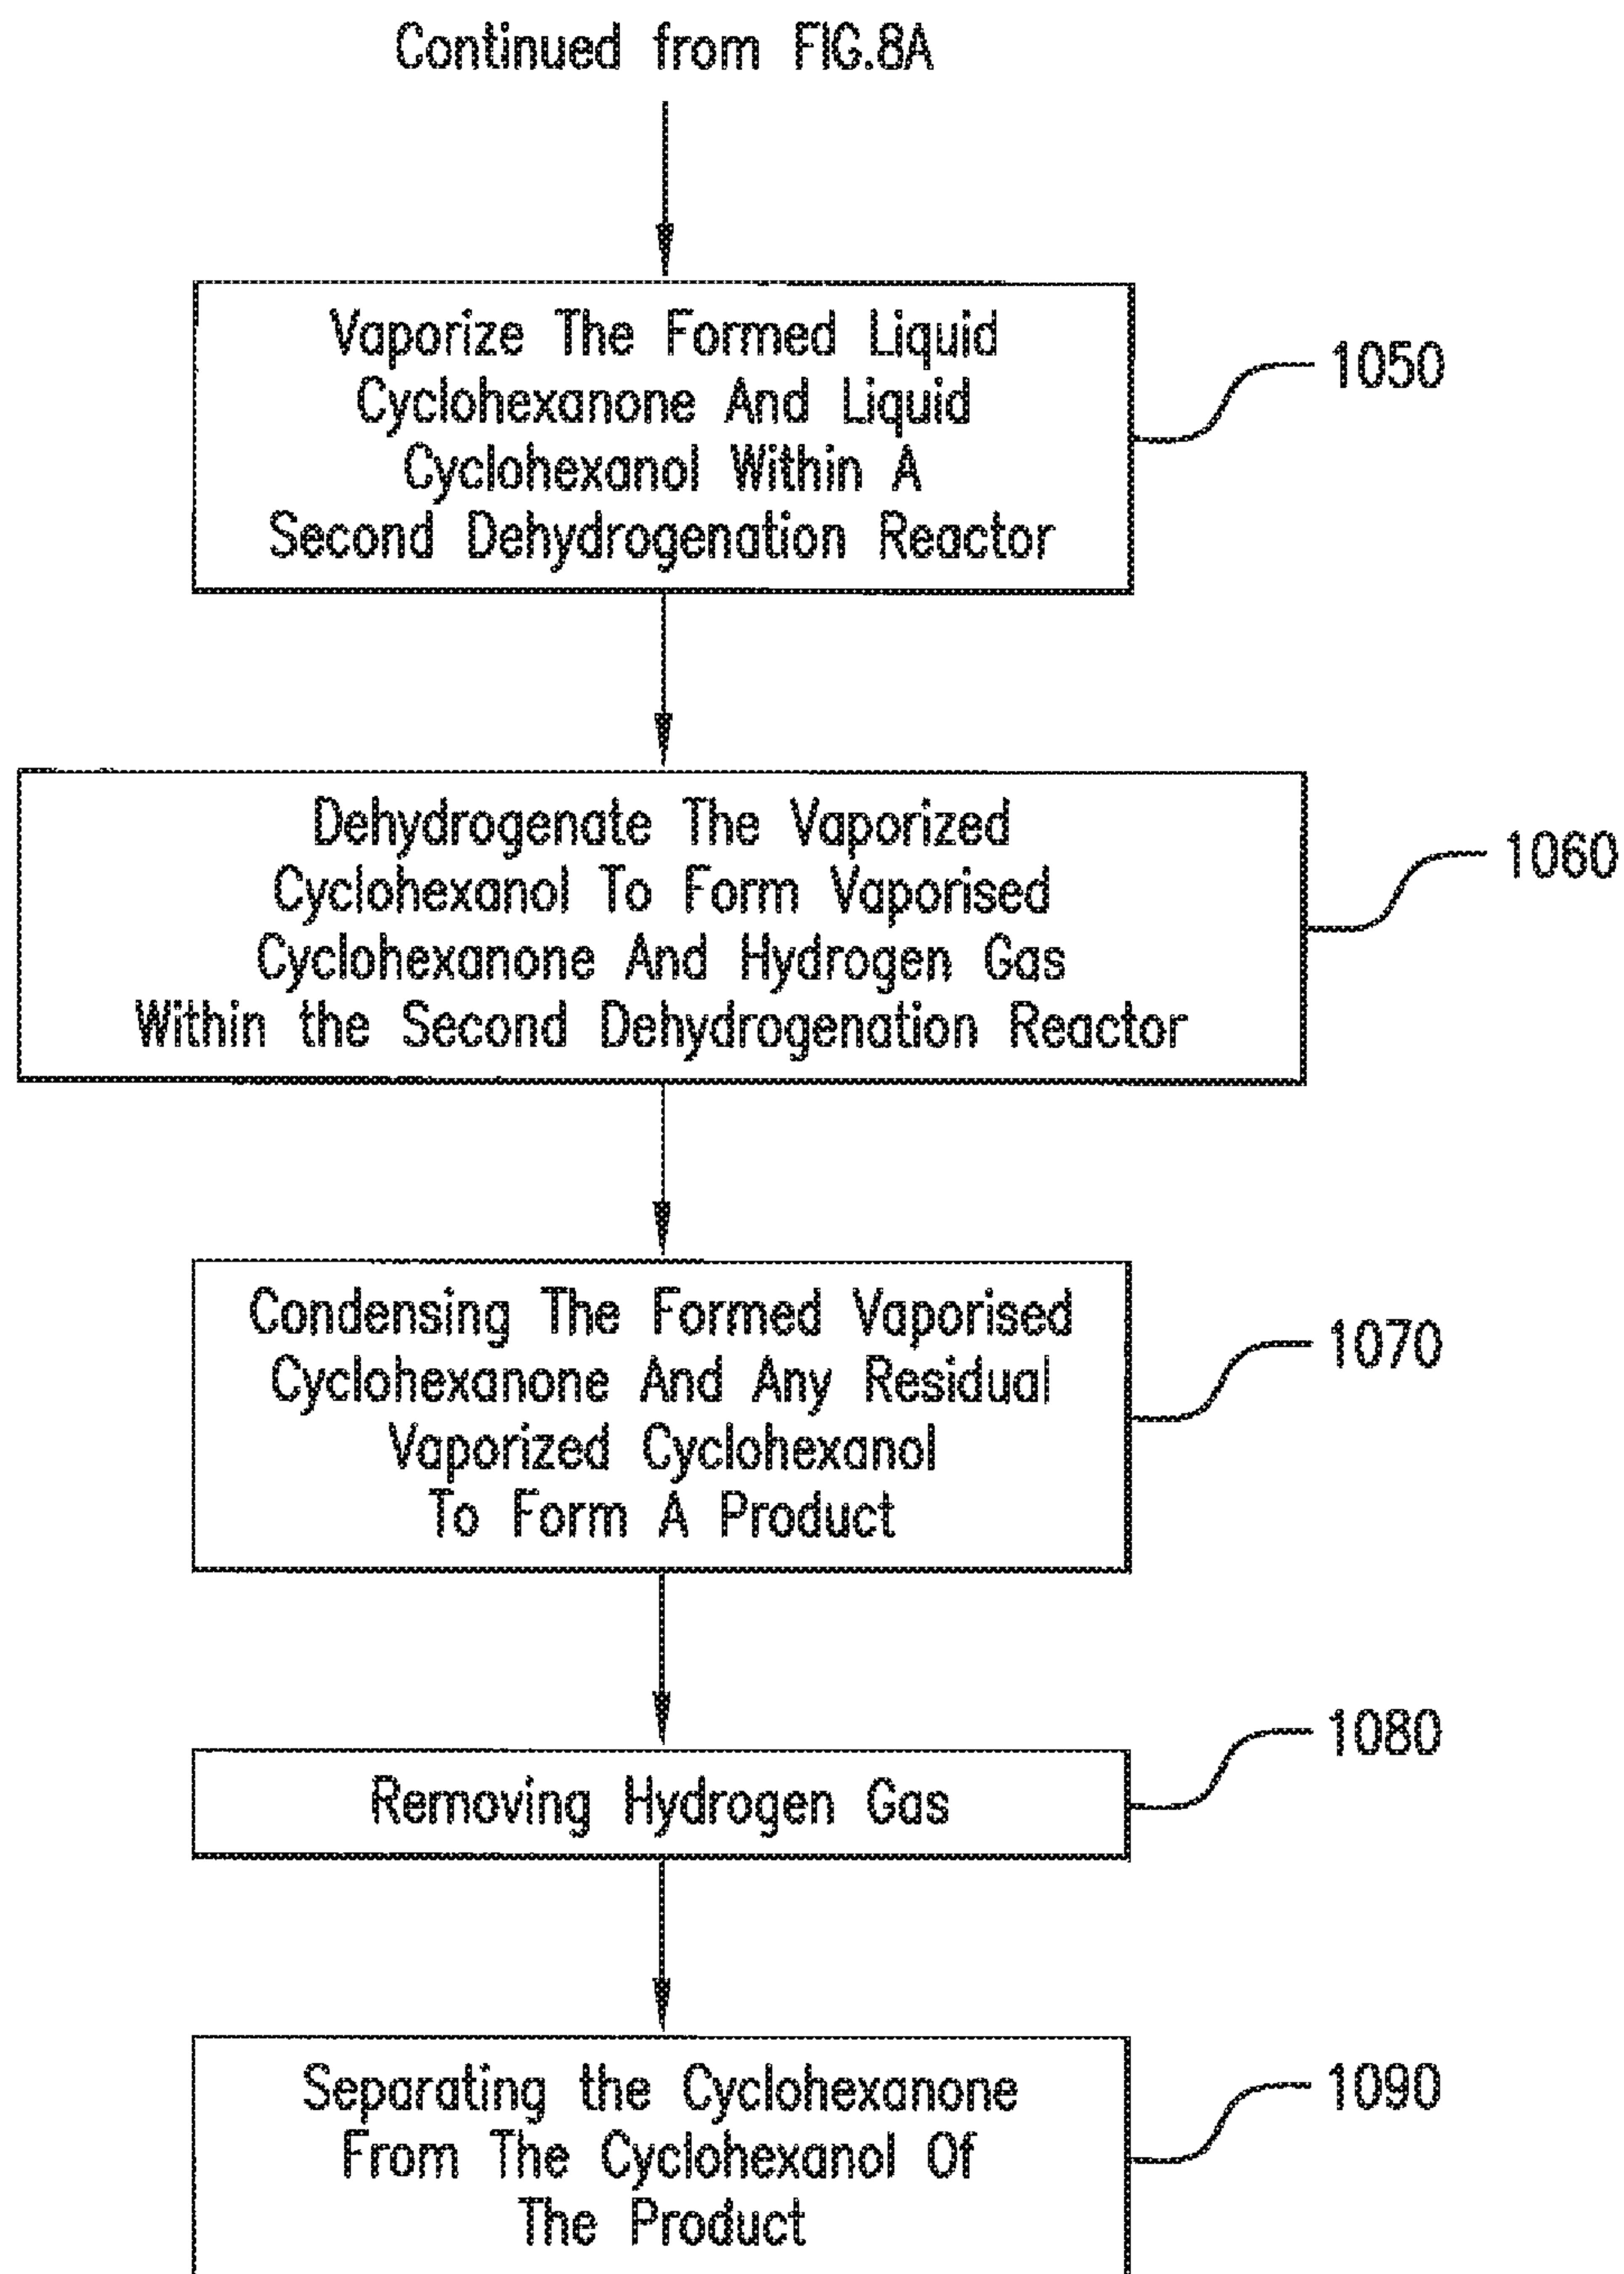 Continued from FIG.8A
Vaporize The Formed Liquid
Cyclohexanone And Liquid
Cyclohexanol Within A
Second Dehydrogenation Reactor
1050
Dehydrogenate The Vaporized
Cyclohexanol To Form Vaporised
Cyclohexanone And Hydrogen Gas
Within the Second Dehydrogenation Reactor
1060
Condensing The Formed Vaporised
Cyclohexanone And Any Residual
Vaporized Cyclohexanol
To Form A Product
1070
Removing Hydrogen Gas
1080
Separating the Cyclohexanone
From The Cyclohexanol Of
The Product
1090